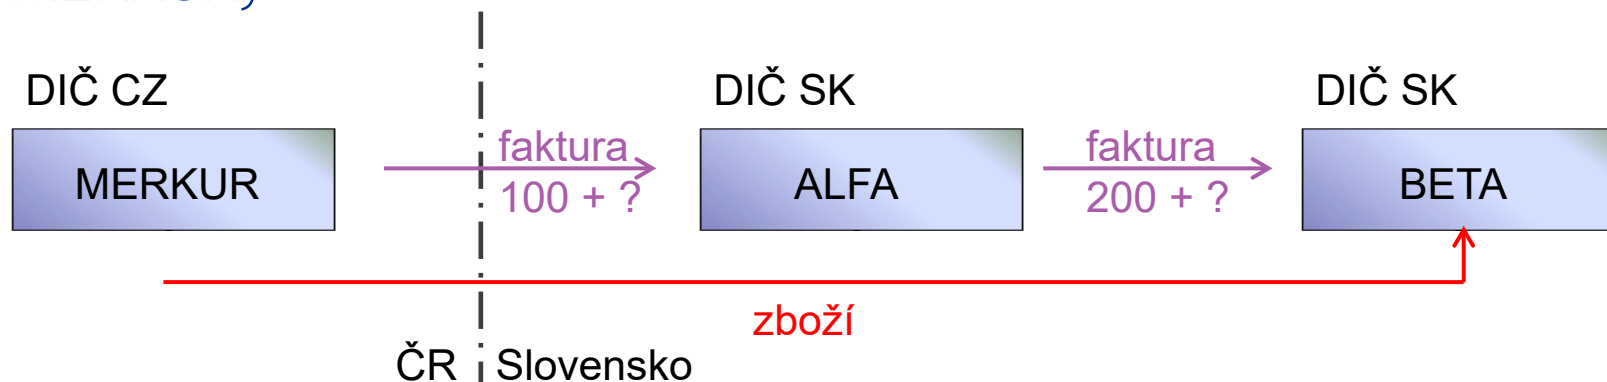 DIČ CZ
DIČ SK
DIČ SK
MERKUR
faktura
100 + ?
ALFA
faktura
200 + ?
BETA
zboží
ČR
Slovensko